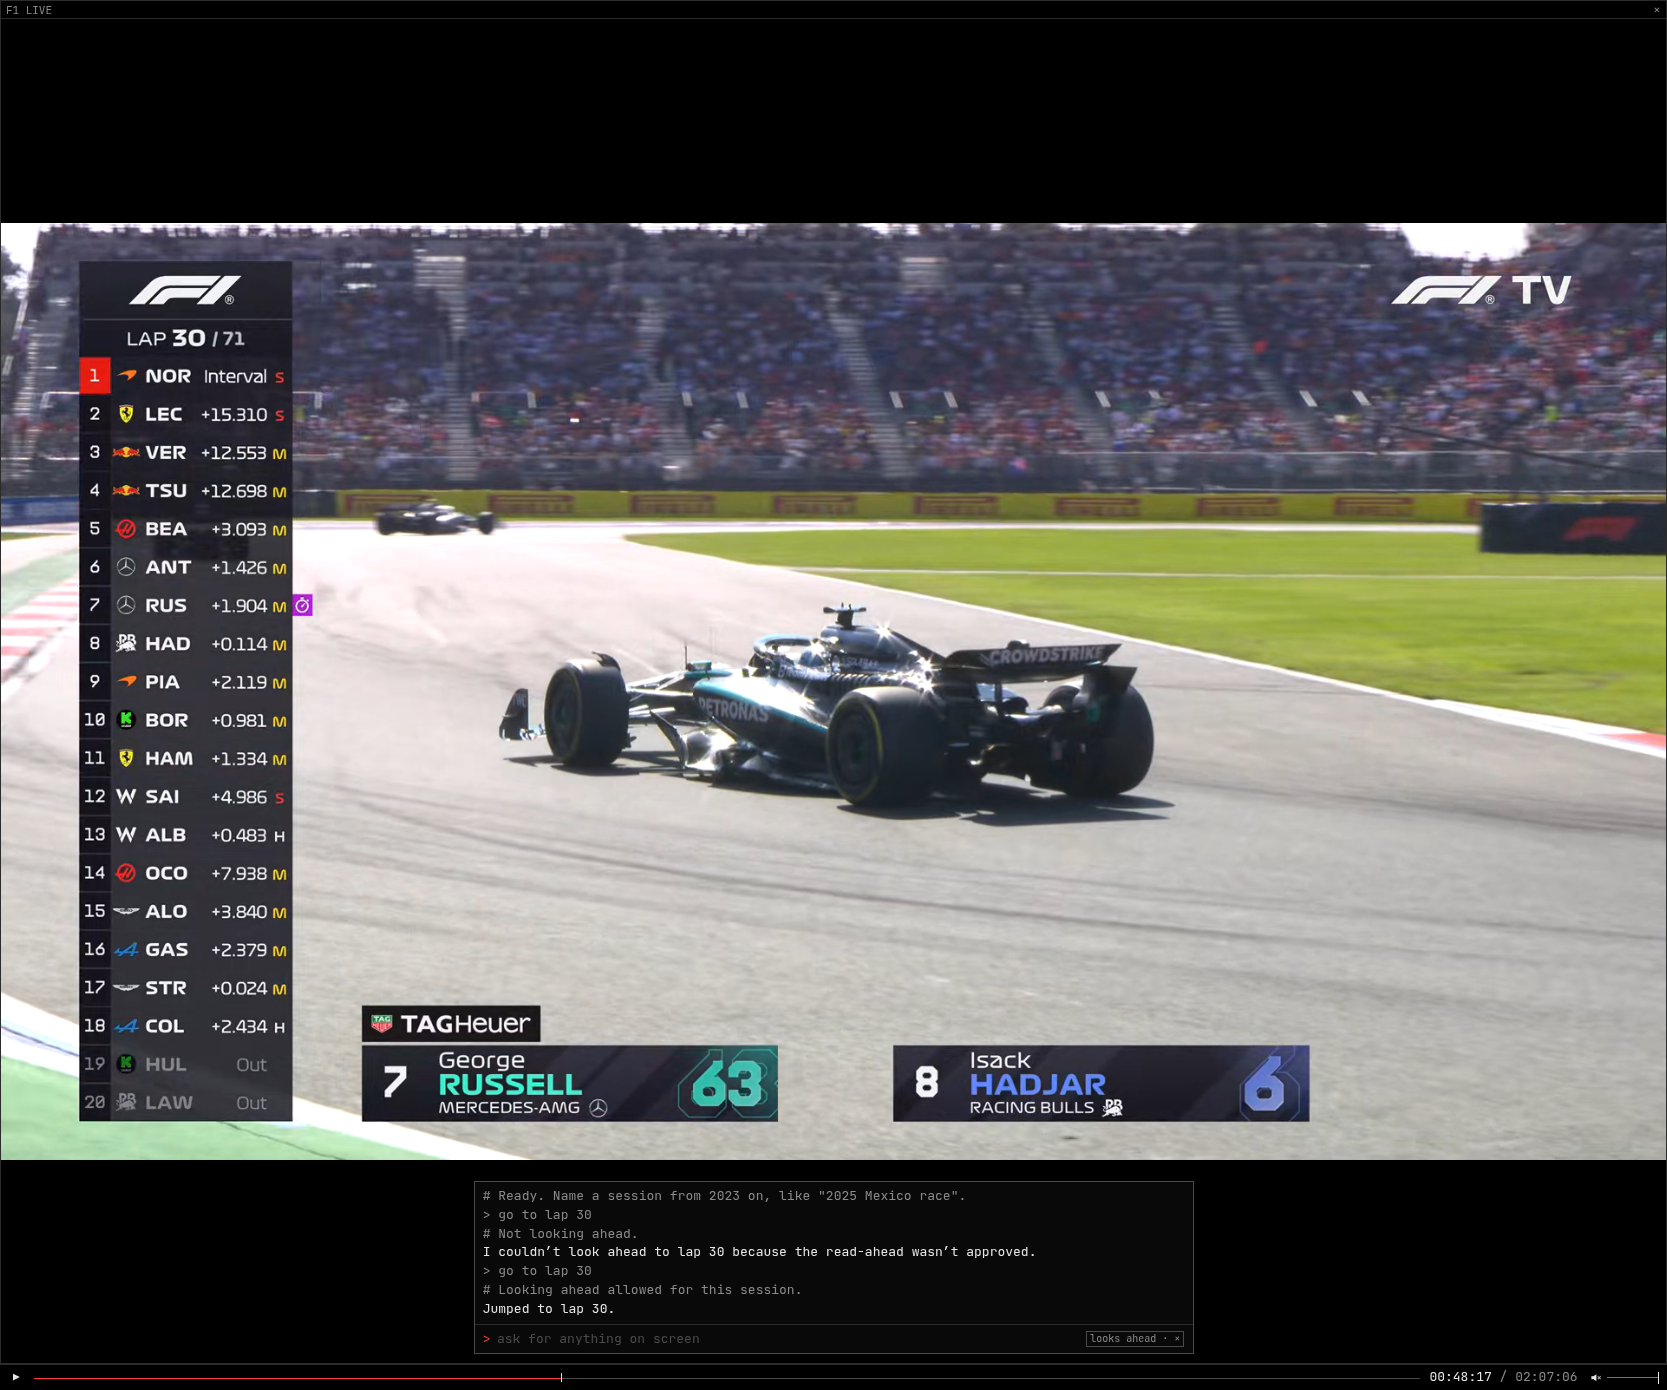 F1 LIVE ×
F1 TV
F1
LAP 30 / 71
1 NOR Interval S
2 LEC +15.310 S
3 VER +12.553 M
4 TSU +12.698 M
5 BEA +3.093 M
6 ANT +1.426 M
7 RUS +1.904 M
8 HAD +0.114 M
9 PIA +2.119 M
10 BOR +0.981 M
11 HAM +1.334 M
12 SAI +4.986 S
13 ALB +0.483 H
14 OCO +7.938 M
15 ALO +3.840 M
16 GAS +2.379 M
17 STR +0.024 M
18 COL +2.434 H
19 HUL Out
20 LAW Out
CROWDSTRIKE
PETRONAS
TAG Heuer
7 George
RUSSELL 63
MERCEDES-AMG
8 Isack
HADJAR 6
RACING BULLS
# Ready. Name a session from 2023 on, like "2025 Mexico race".
> go to lap 30
# Not looking ahead.
I couldn’t look ahead to lap 30 because the read-ahead wasn’t approved.
> go to lap 30
# Looking ahead allowed for this session.
Jumped to lap 30.
> ask for anything on screen
looks ahead · ×
00:48:17 / 02:07:06